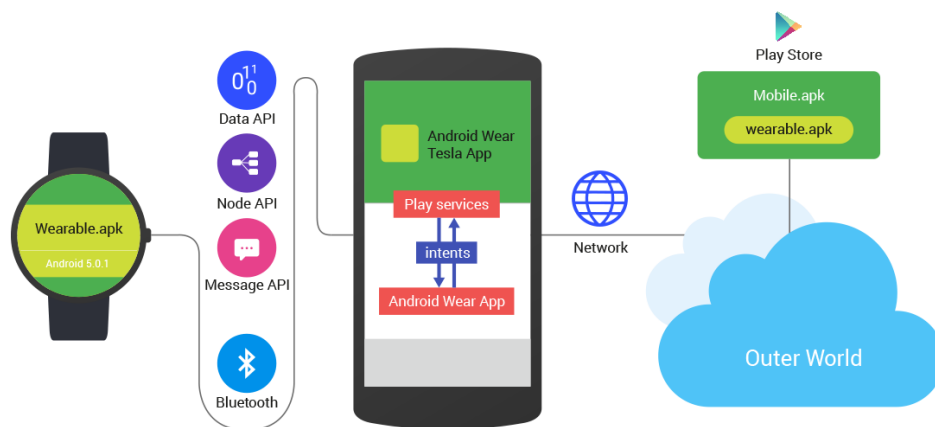 Wearable.apk
Android 5.0.1
0110
Data API
Node API
Message API
Bluetooth
Android Wear
Tesla App
Play services
intents
Android Wear App
Network
Play Store
Mobile.apk
wearable.apk
Outer World